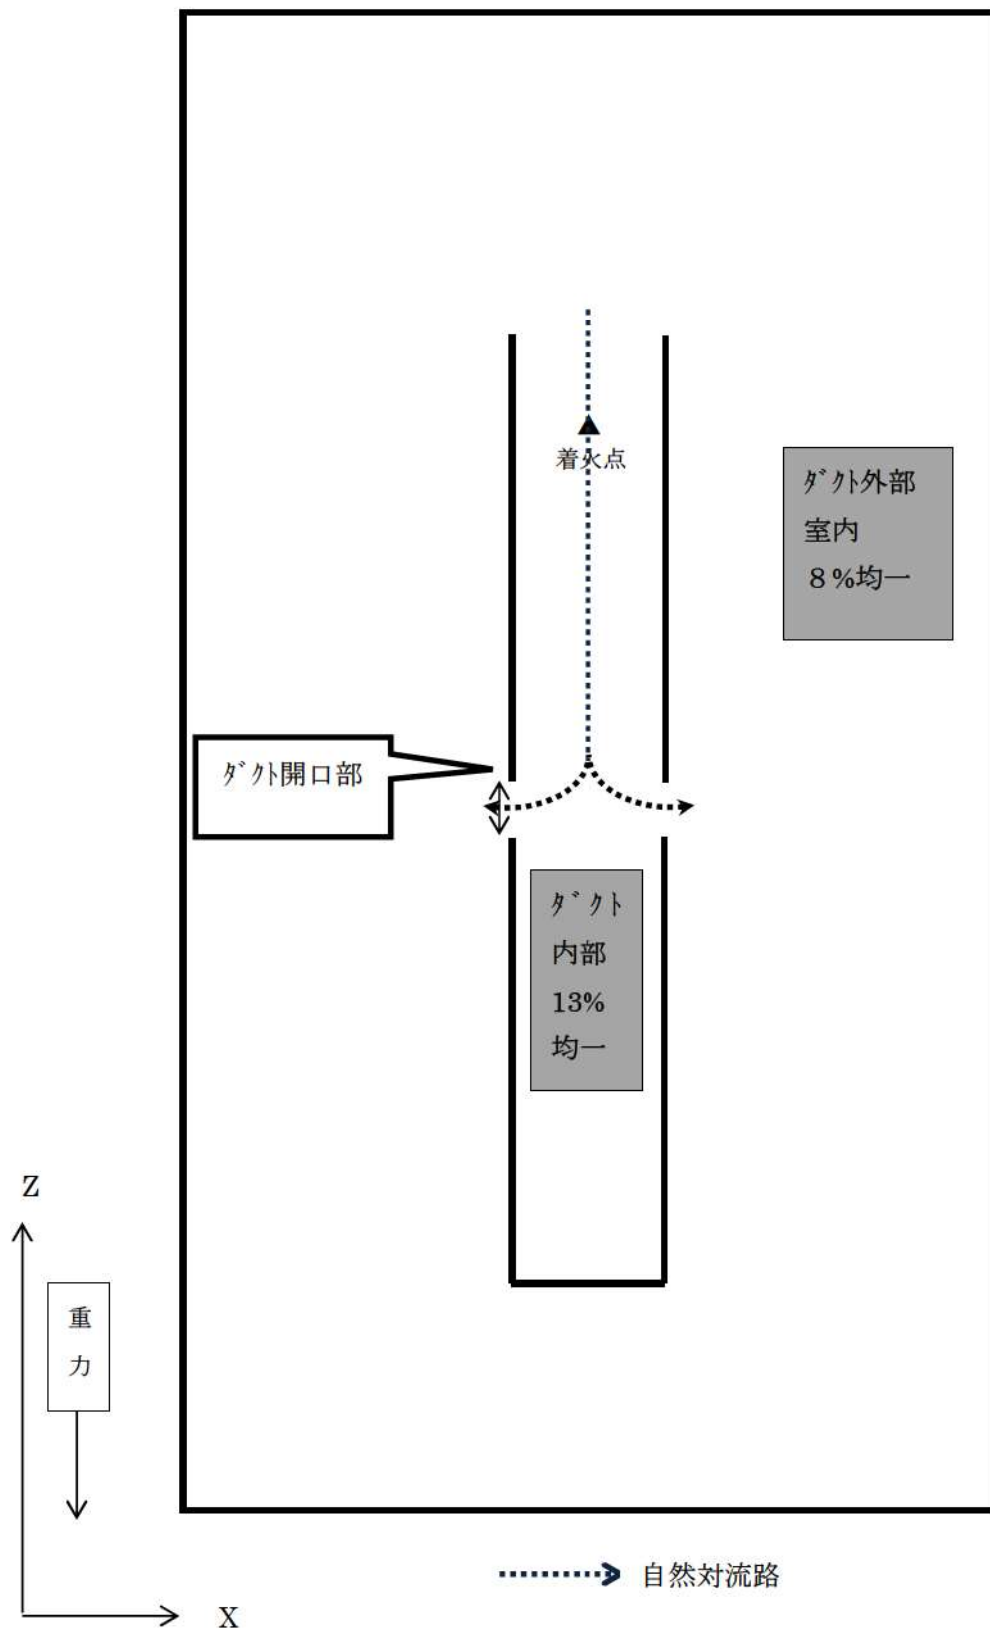 着火点
ﾀﾞｸﾄ外部
室内
８%均一
ﾀﾞｸﾄ開口部
ﾀﾞｸﾄ
内部
13%
均一
Z
重
力
X
自然対流路